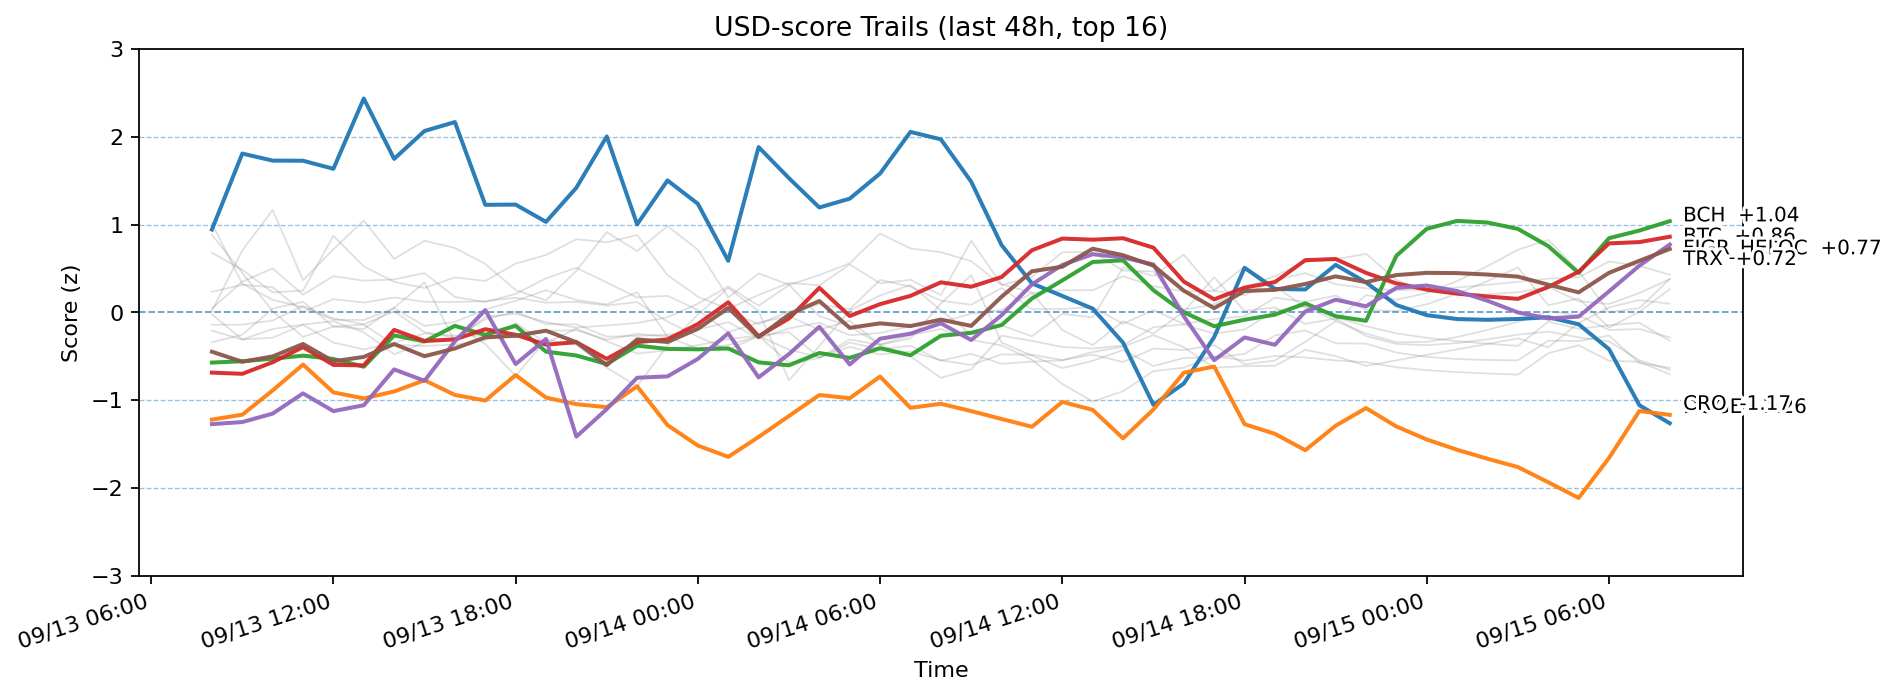 USD-score Trails (last 48h, top 16)
3
2
1
0
−1
−2
−3
Score (z)
BCH +1.04
BTC +0.86
+0.77
TRX +0.72
CRO -1.17
09/13 06:00
09/13 12:00
09/13 18:00
09/14 00:00
09/14 06:00
09/14 12:00
09/14 18:00
09/15 00:00
09/15 06:00
Time